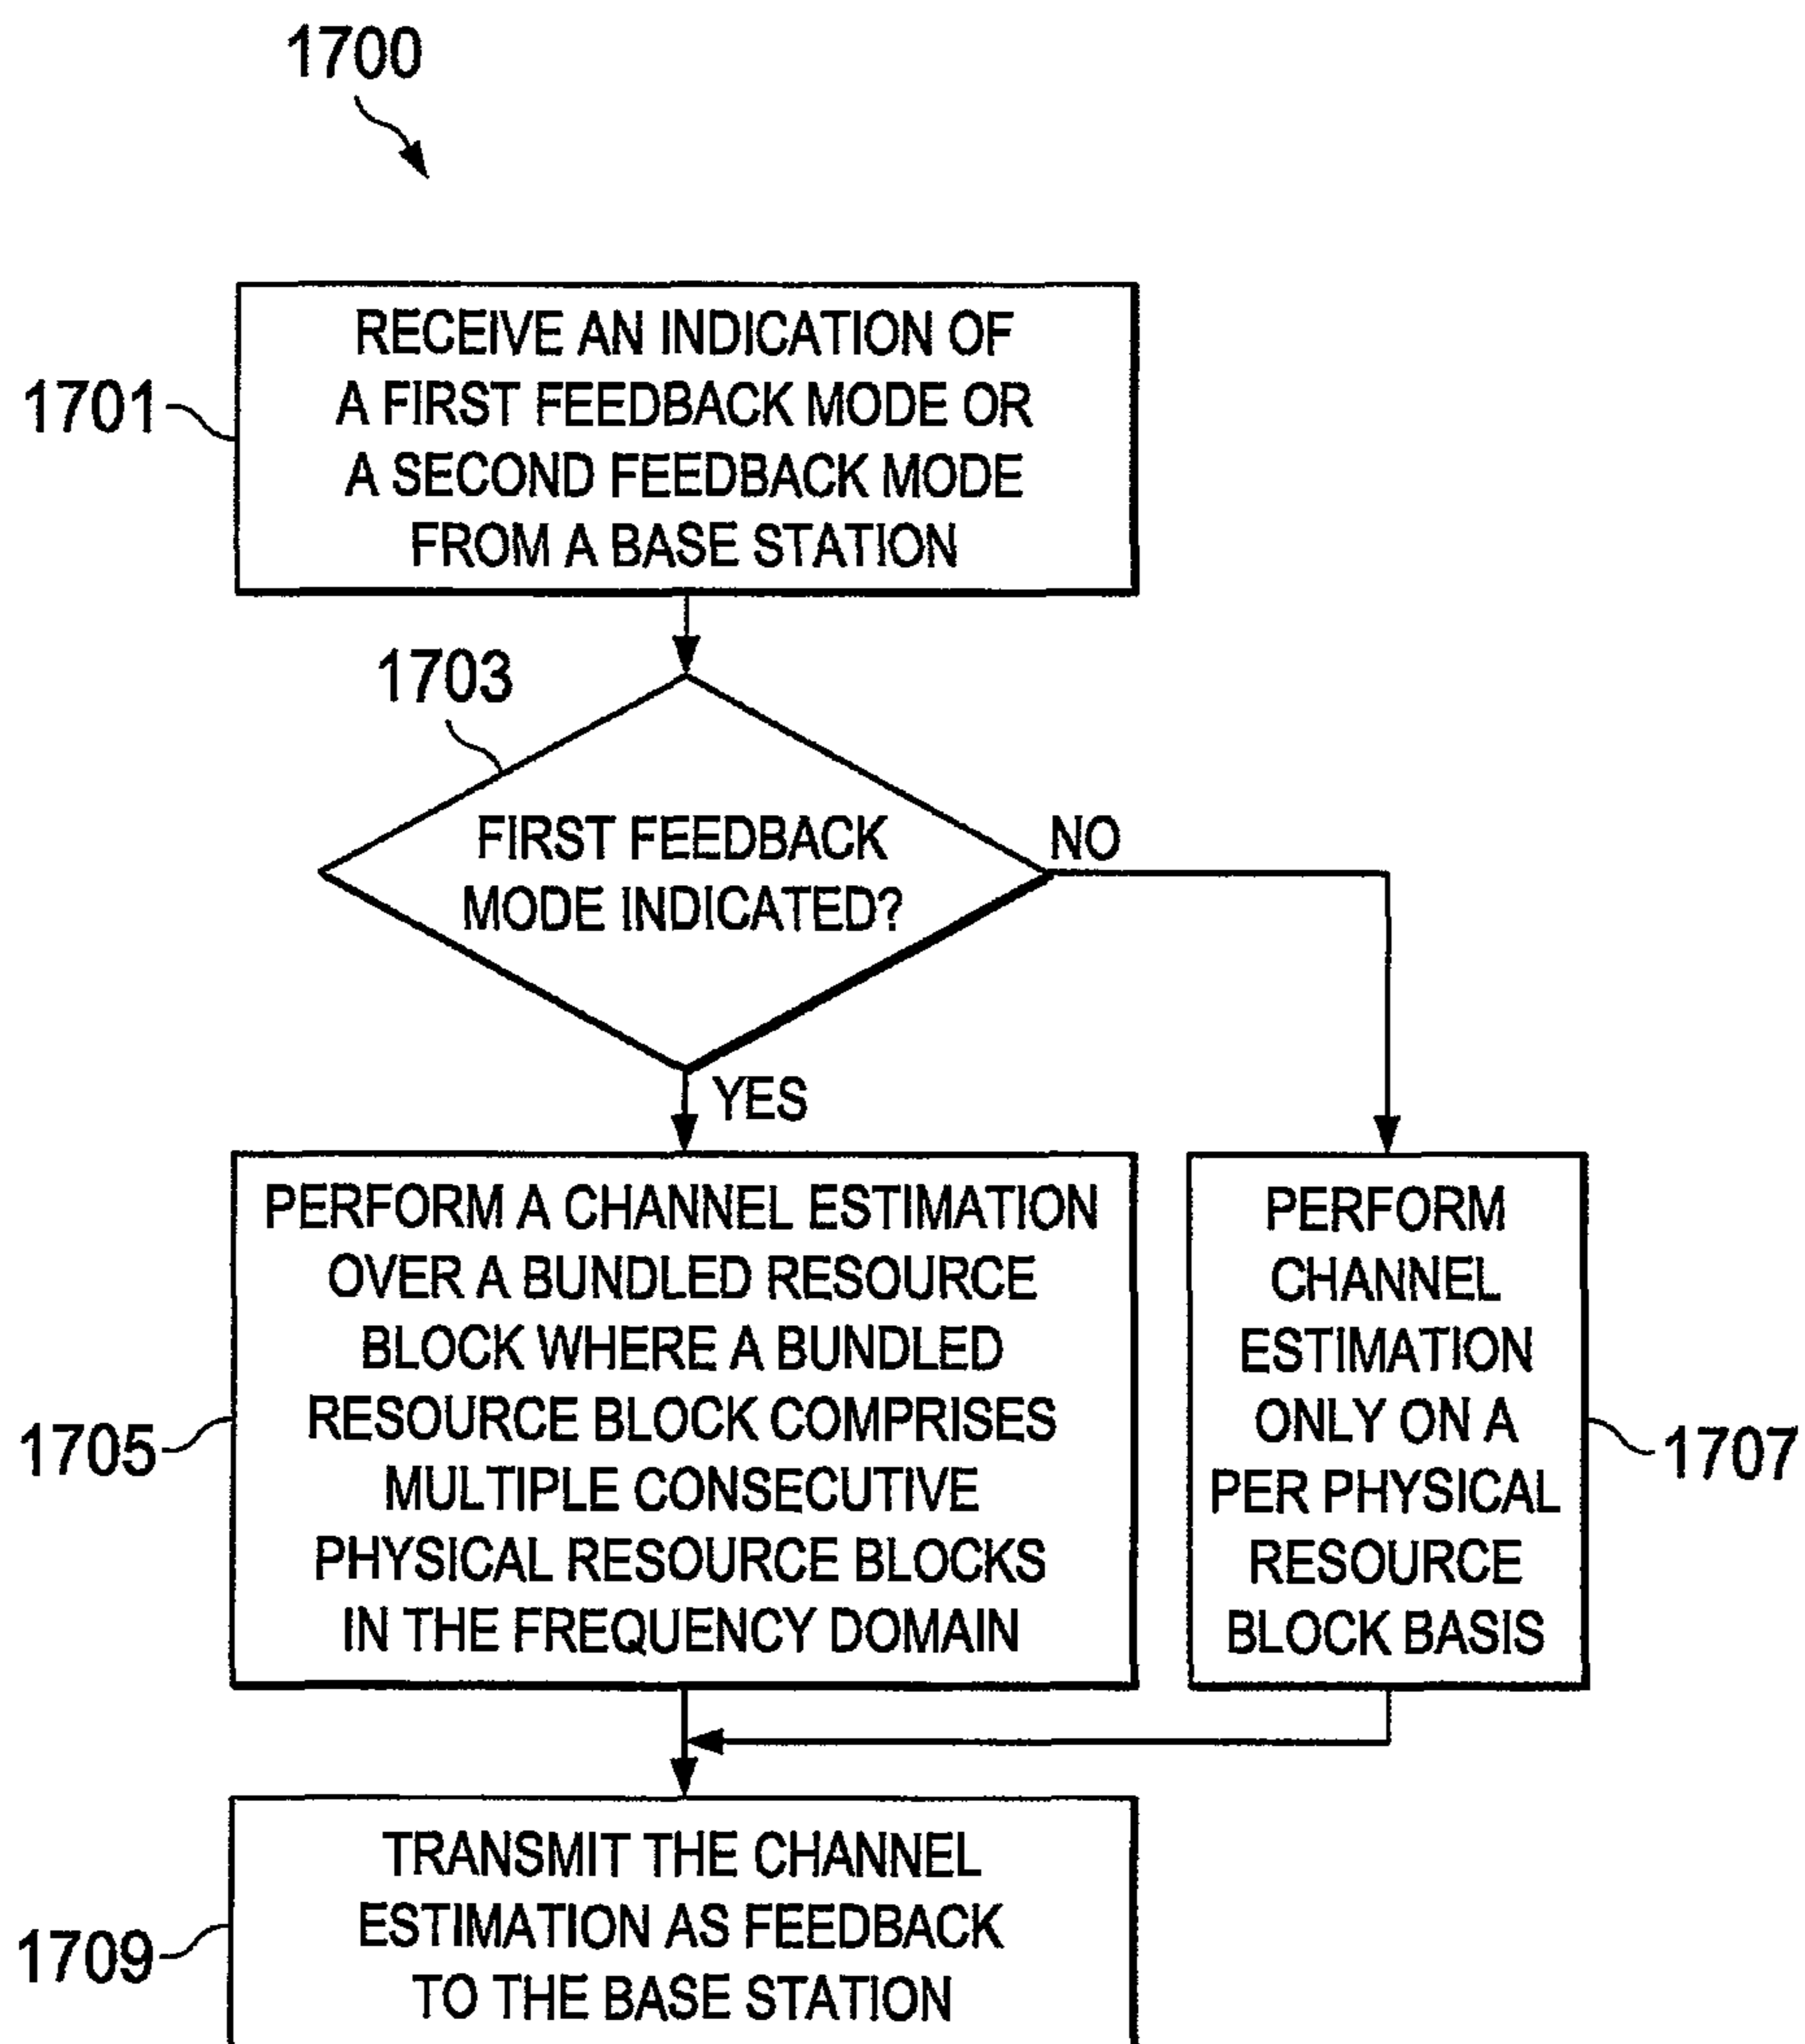 1700
RECEIVE AN INDICATION OF
A FIRST FEEDBACK MODE OR
A SECOND FEEDBACK MODE
FROM A BASE STATION
1701
1703
FIRST FEEDBACK
MODE INDICATED?
NO
YES
PERFORM A CHANNEL ESTIMATION
OVER A BUNDLED RESOURCE
BLOCK WHERE A BUNDLED
RESOURCE BLOCK COMPRISES
MULTIPLE CONSECUTIVE
PHYSICAL RESOURCE BLOCKS
IN THE FREQUENCY DOMAIN
1705
PERFORM
CHANNEL
ESTIMATION
ONLY ON A
PER PHYSICAL
RESOURCE
BLOCK BASIS
1707
TRANSMIT THE CHANNEL
ESTIMATION AS FEEDBACK
TO THE BASE STATION
1709